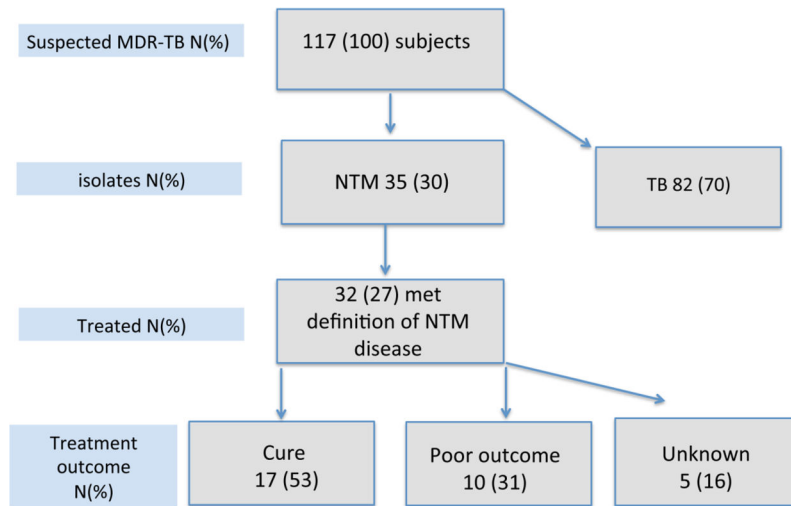 Suspected MDR-TB N(%)
117 (100) subjects
isolates N(%)
NTM 35 (30)
TB 82 (70)
Treated N(%)
32 (27) met
definition of NTM
disease
Treatment
outcome
N(%)
Cure
17 (53)
Poor outcome
10 (31)
Unknown
5 (16)